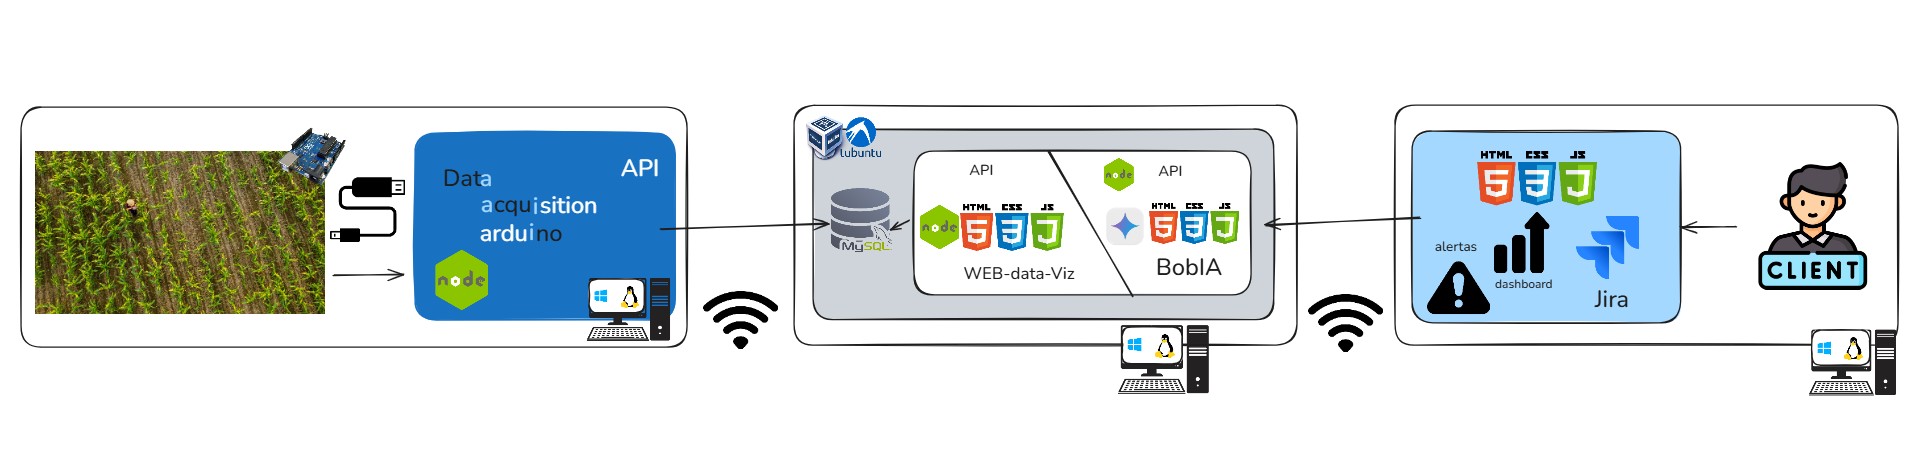 API
Data
acquisition
arduino
node
lubuntu
MySQL
API
node
HTML CSS JS
5 3 J
WEB-data-Viz
node
API
HTML CSS JS
5 3 J
BobIA
HTML CSS JS
5 3 J
alertas
dashboard
Jira
CLIENT